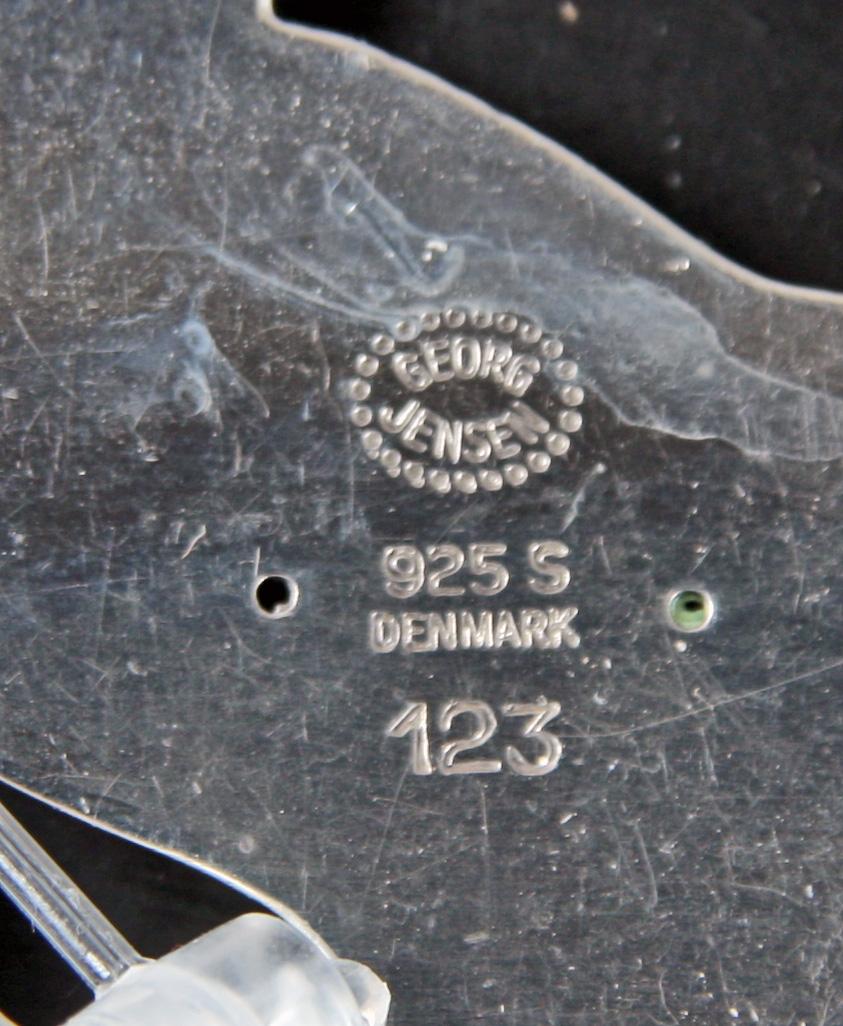 GEORG
JENSEN
925 S
DENMARK
123